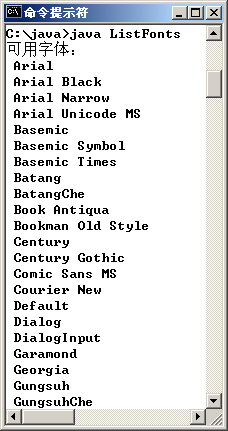 命令提示符
C:\java>java ListFonts
可用字体：
Arial
Arial Black
Arial Narrow
Arial Unicode MS
Basemic
Basemic Symbol
Basemic Times
Batang
BatangChe
Book Antiqua
Bookman Old Style
Century
Century Gothic
Comic Sans MS
Courier New
Default
Dialog
DialogInput
Garamond
Georgia
Gungsuh
GungsuhChe